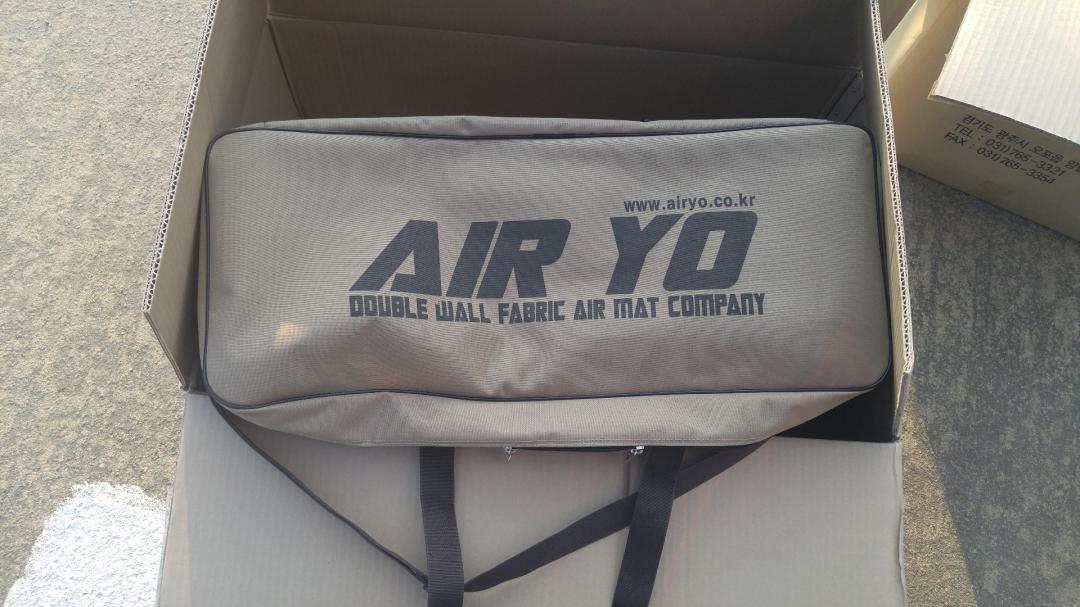 www.airyo.co.kr
AIR YO
DOUBLE WALL FABRIC AIR MAT COMPANY
경기도 광주시 오포읍
TEL : 031)765-3321
FAX : 031)765-3354